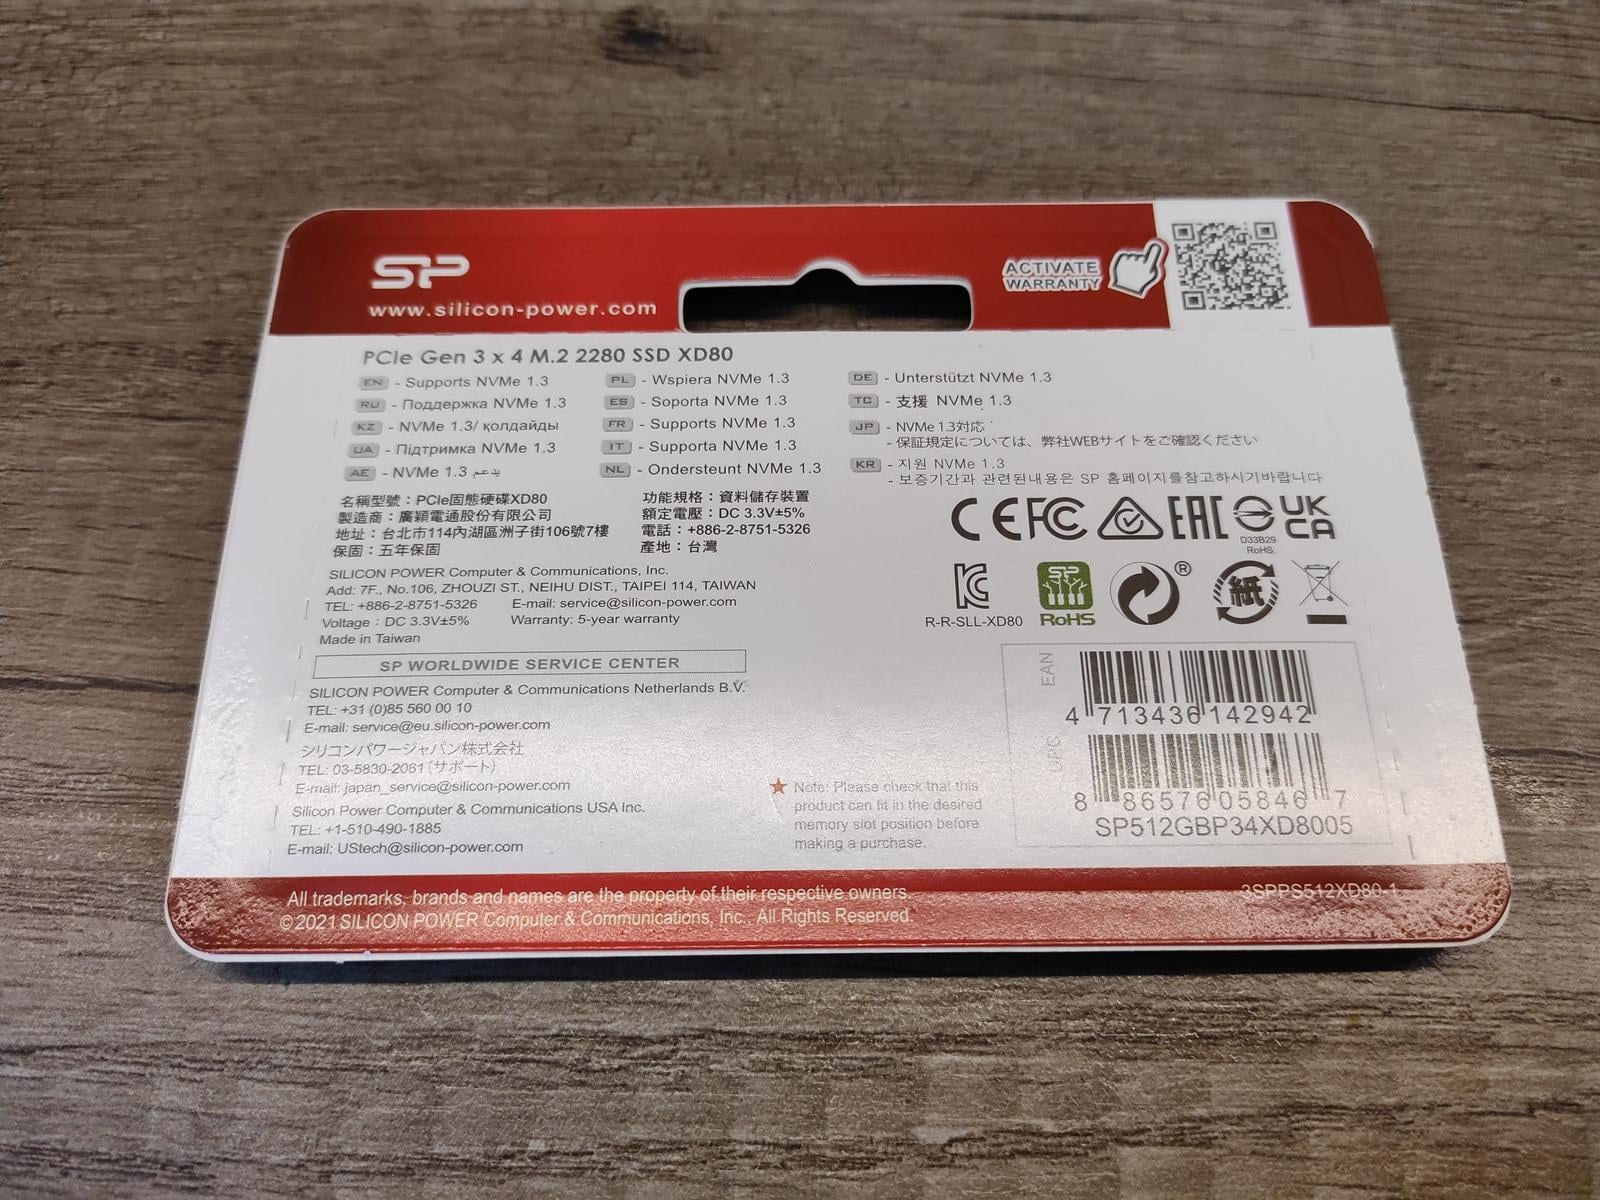 SP
www.silicon-power.com
ACTIVATE
WARRANTY
PCIe Gen 3 x 4 M.2 2280 SSD XD80
EN - Supports NVMe 1.3
RU - Поддержка NVMe 1.3
KZ - NVMe 1.3/ қолдайды
UA - Підтримка NVMe 1.3
AE - NVMe 1.3 يدعم
PL - Wspiera NVMe 1.3
ES - Soporta NVMe 1.3
FR - Supports NVMe 1.3
IT - Supporta NVMe 1.3
NL - Ondersteunt NVMe 1.3
DE - Unterstützt NVMe 1.3
TC - 支援 NVMe 1.3
JP - NVMe 1.3対応
- 保証規定については、弊社WEBサイトをご確認ください
KR - 지원 NVMe 1.3
- 보증기간과 관련된내용은 SP 홈페이지를참고하시기바랍니다
名稱型號：PCIe固態硬碟XD80
製造商：廣穎電通股份有限公司
地址：台北市114內湖區洲子街106號7樓
保固：五年保固
功能規格：資料儲存裝置
額定電壓：DC 3.3V±5%
電話：+886-2-8751-5326
產地：台灣
SILICON POWER Computer & Communications, Inc.
Add: 7F., No.106, ZHOUZI ST., NEIHU DIST., TAIPEI 114, TAIWAN
TEL: +886-2-8751-5326 E-mail: service@silicon-power.com
Voltage : DC 3.3V±5% Warranty: 5-year warranty
Made in Taiwan
SP WORLDWIDE SERVICE CENTER
SILICON POWER Computer & Communications Netherlands B.V.
TEL: +31 (0)85 560 00 10
E-mail: service@eu.silicon-power.com
シリコンパワージャパン株式会社
TEL: 03-5830-2061 (サポート)
E-mail: japan_service@silicon-power.com
Silicon Power Computer & Communications USA Inc.
TEL: +1-510-490-1885
E-mail: UStech@silicon-power.com
CE FC EAC UK
CA
D33B29
RoHS
R-R-SLL-XD80
SP
RoHS
®
紙
★ Note: Please check that this
product can fit in the desired
memory slot position before
making a purchase.
EAN
4 713436 142942
UPC
8 86576 05846 7
SP512GBP34XD8005
All trademarks, brands and names are the property of their respective owners.
©2021 SILICON POWER Computer & Communications, Inc., All Rights Reserved.
3SPPS512XD80-1